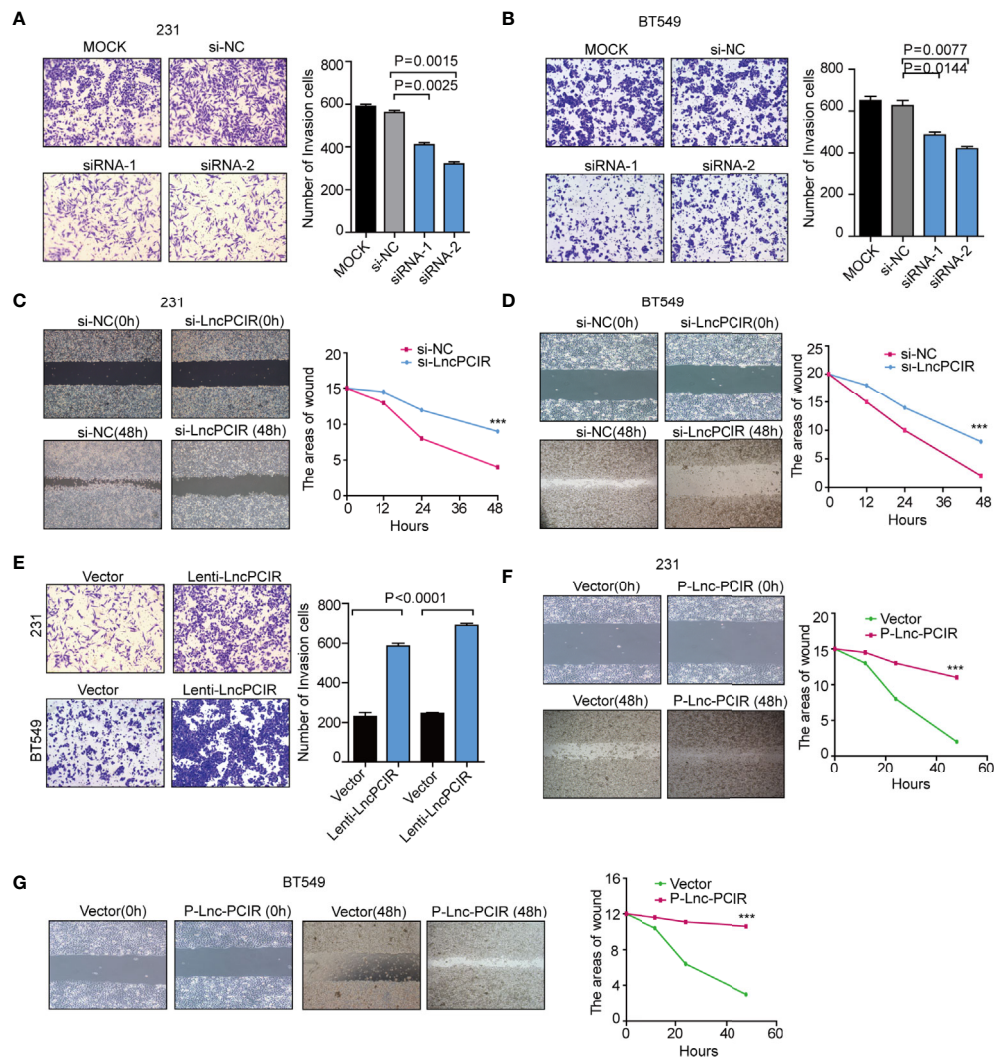 A
231
MOCK si-NC
siRNA-1 siRNA-2
Number of Invasion cells
800
600
400
200
0
P=0.0015
P=0.0025
MOCK
si-NC
siRNA-1
siRNA-2
B
BT549
MOCK si-NC
siRNA-1 siRNA-2
Number of Invasion cells
800
600
400
200
0
P=0.0077
P=0.0144
MOCK
si-NC
siRNA-1
siRNA-2
C
231
si-NC(0h) si-LncPCIR(0h)
si-NC(48h) si-LncPCIR (48h)
The areas of wound
20
15
10
5
0
si-NC
si-LncPCIR
***
0 12 24 36 48
Hours
D
BT549
si-NC(0h) si-LncPCIR(0h)
si-NC(48h) si-LncPCIR (48h)
The areas of wound
25
20
15
10
5
0
si-NC
si-LncPCIR
***
0 12 24 36 48
Hours
E
Vector Lenti-LncPCIR
231
Vector Lenti-LncPCIR
BT549
Number of Invasion cells
800
600
400
200
0
P<0.0001
Vector
Lenti-LncPCIR
Vector
Lenti-LncPCIR
F
231
Vector(0h) P-Lnc-PCIR (0h)
Vector(48h) P-Lnc-PCIR (48h)
The areas of wound
20
15
10
5
0
Vector
P-Lnc-PCIR
***
0 20 40 60
Hours
G
BT549
Vector(0h) P-Lnc-PCIR (0h) Vector(48h) P-Lnc-PCIR (48h)
The areas of wound
16
12
8
4
0
Vector
P-Lnc-PCIR
***
0 20 40 60
Hours